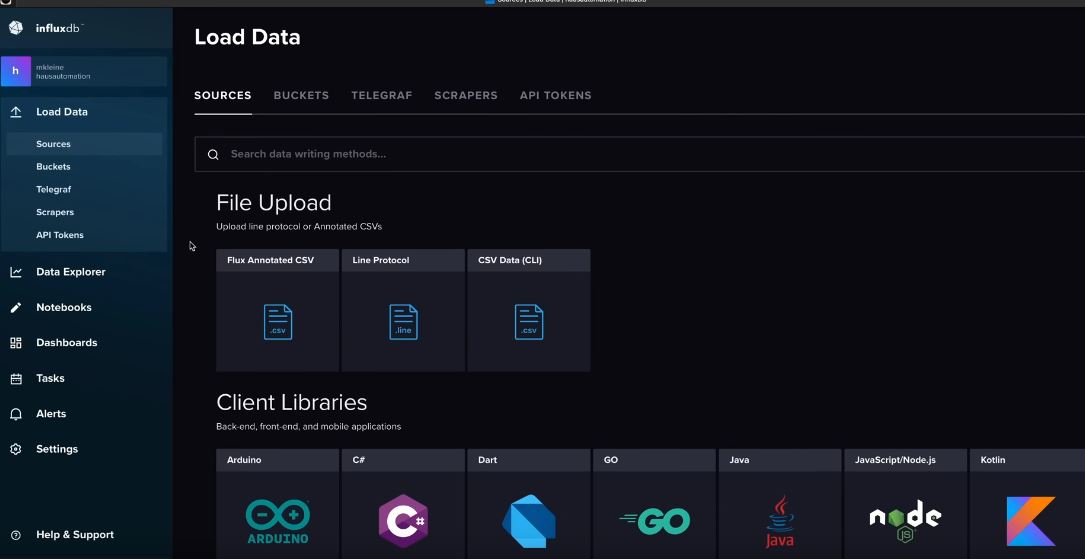 Sources | Load Data | hausautomation | InfluxDB
influxdb™
Load Data
h
mkleine
hausautomation
SOURCES BUCKETS TELEGRAF SCRAPERS API TOKENS
Load Data
Sources
Buckets
Telegraf
Scrapers
API Tokens
Data Explorer
Notebooks
Dashboards
Tasks
Alerts
Settings
Help & Support
Search data writing methods...
File Upload
Upload line protocol or Annotated CSVs
Flux Annotated CSV Line Protocol CSV Data (CLI)
.csv .line .csv
Client Libraries
Back-end, front-end, and mobile applications
Arduino C# Dart GO Java JavaScript/Node.js Kotlin
ARDUINO C# GO Java node JS